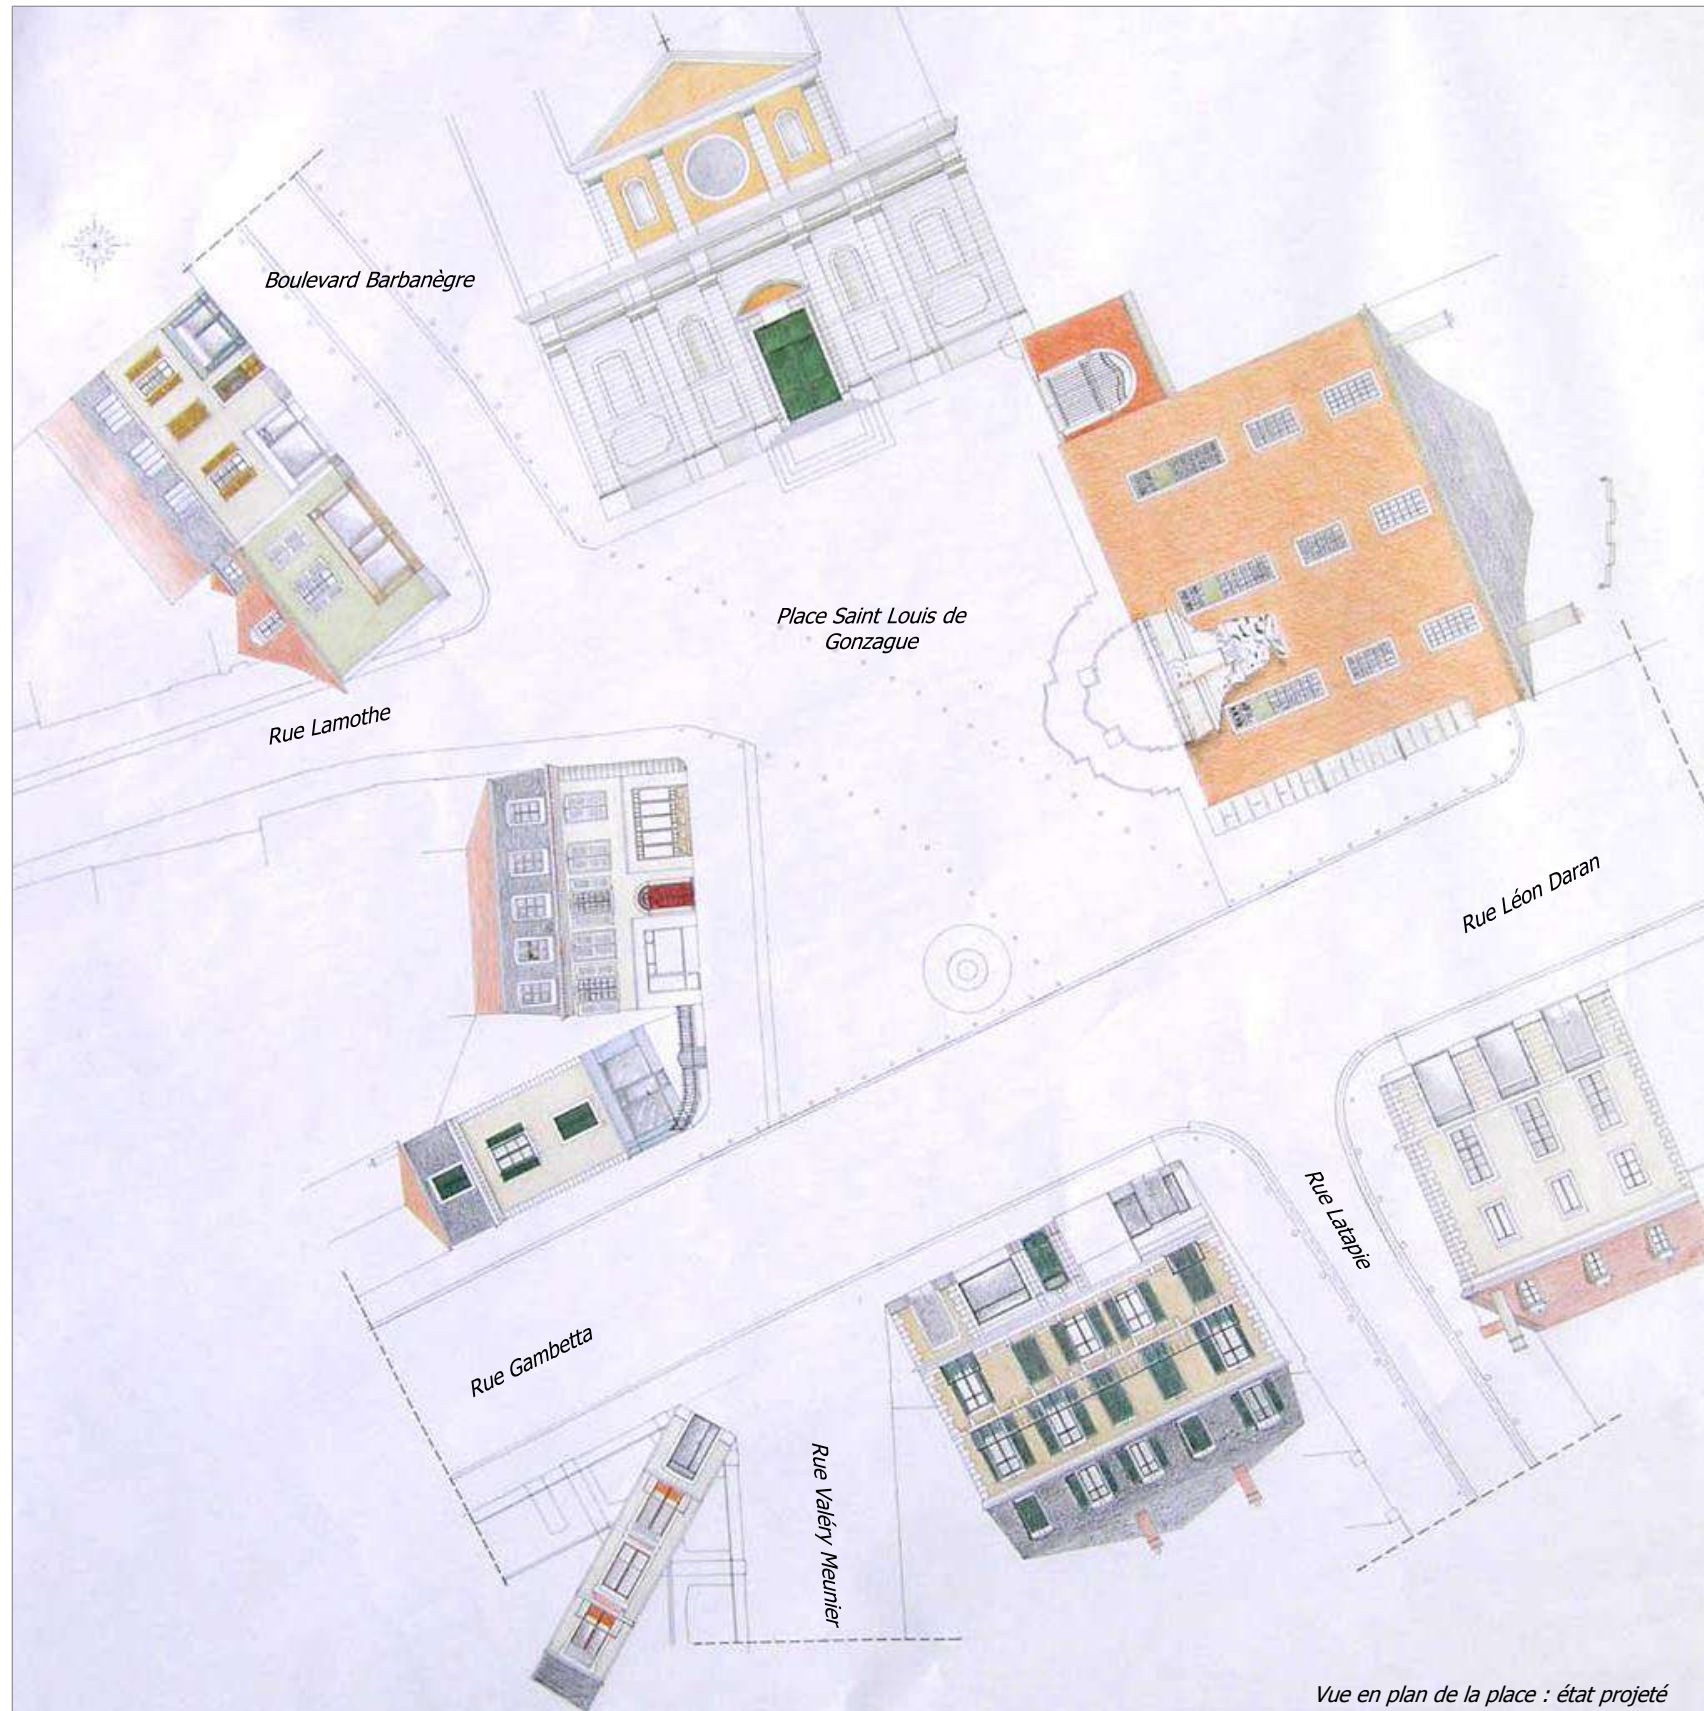 Boulevard Barbanègre
Place Saint Louis de
Gonzague
Rue Lamothe
Rue Léon Daran
Rue Latapie
Rue Gambetta
Rue Valéry Meunier
Vue en plan de la place : état projeté